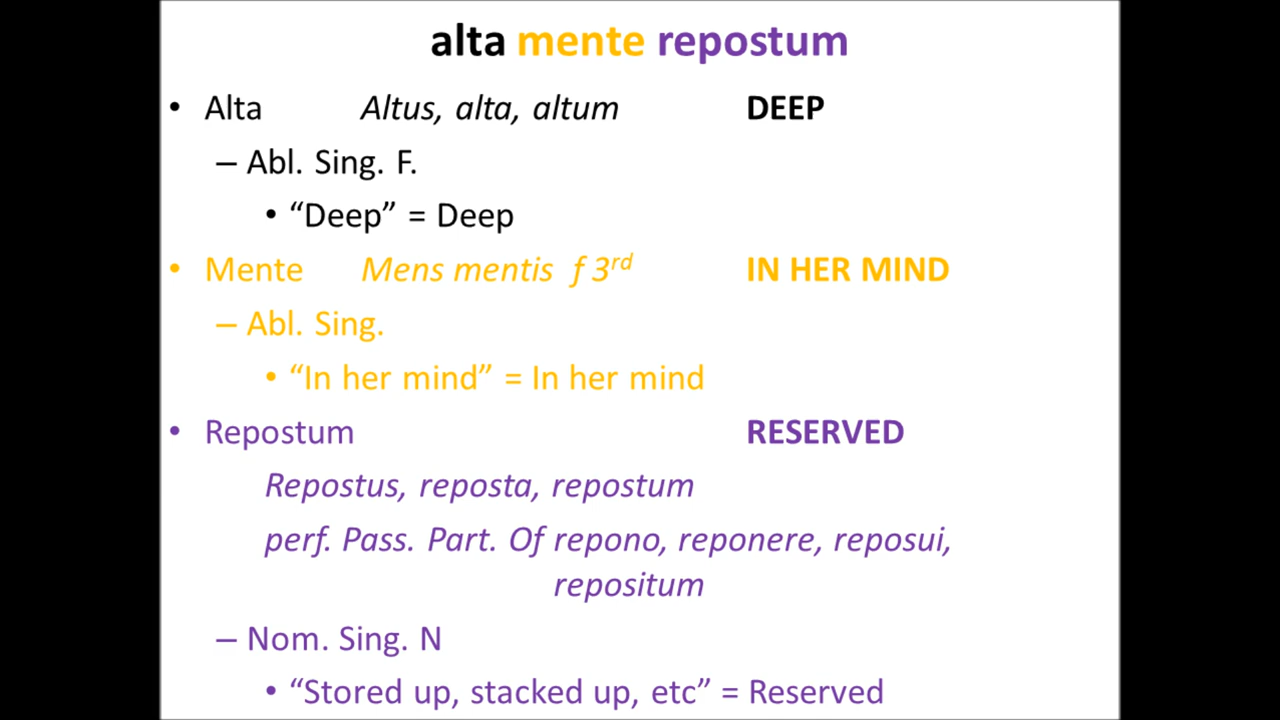 alta mente repostum
• Alta Altus, alta, altum DEEP
– Abl. Sing. F.
• “Deep” = Deep
• Mente Mens mentis f 3rd IN HER MIND
– Abl. Sing.
• “In her mind” = In her mind
• Repostum RESERVED
Repostus, reposta, repostum
perf. Pass. Part. Of repono, reponere, reposui,
repositum
– Nom. Sing. N
• “Stored up, stacked up, etc” = Reserved